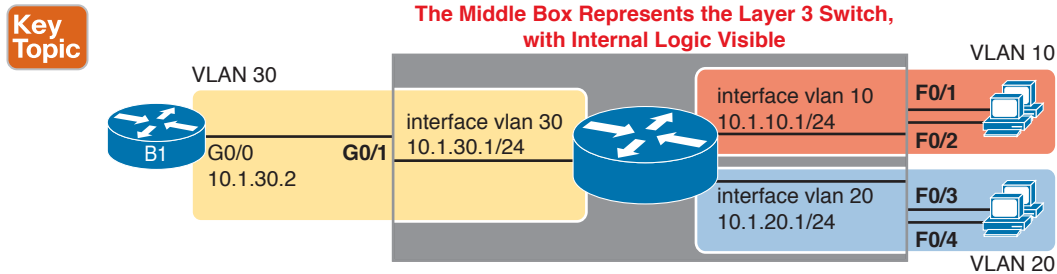 Key
Topic
The Middle Box Represents the Layer 3 Switch,
with Internal Logic Visible
VLAN 30
B1
G0/0
10.1.30.2
G0/1
interface vlan 30
10.1.30.1/24
interface vlan 10
10.1.10.1/24
VLAN 10
F0/1
F0/2
interface vlan 20
10.1.20.1/24
F0/3
F0/4
VLAN 20